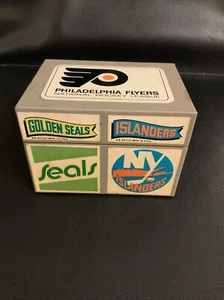 PHILADELPHIA FLYERS
NATIONAL HOCKEY LEAGUE
GOLDEN SEALS
ISLANDERS
Seals
NY
ISLANDERS